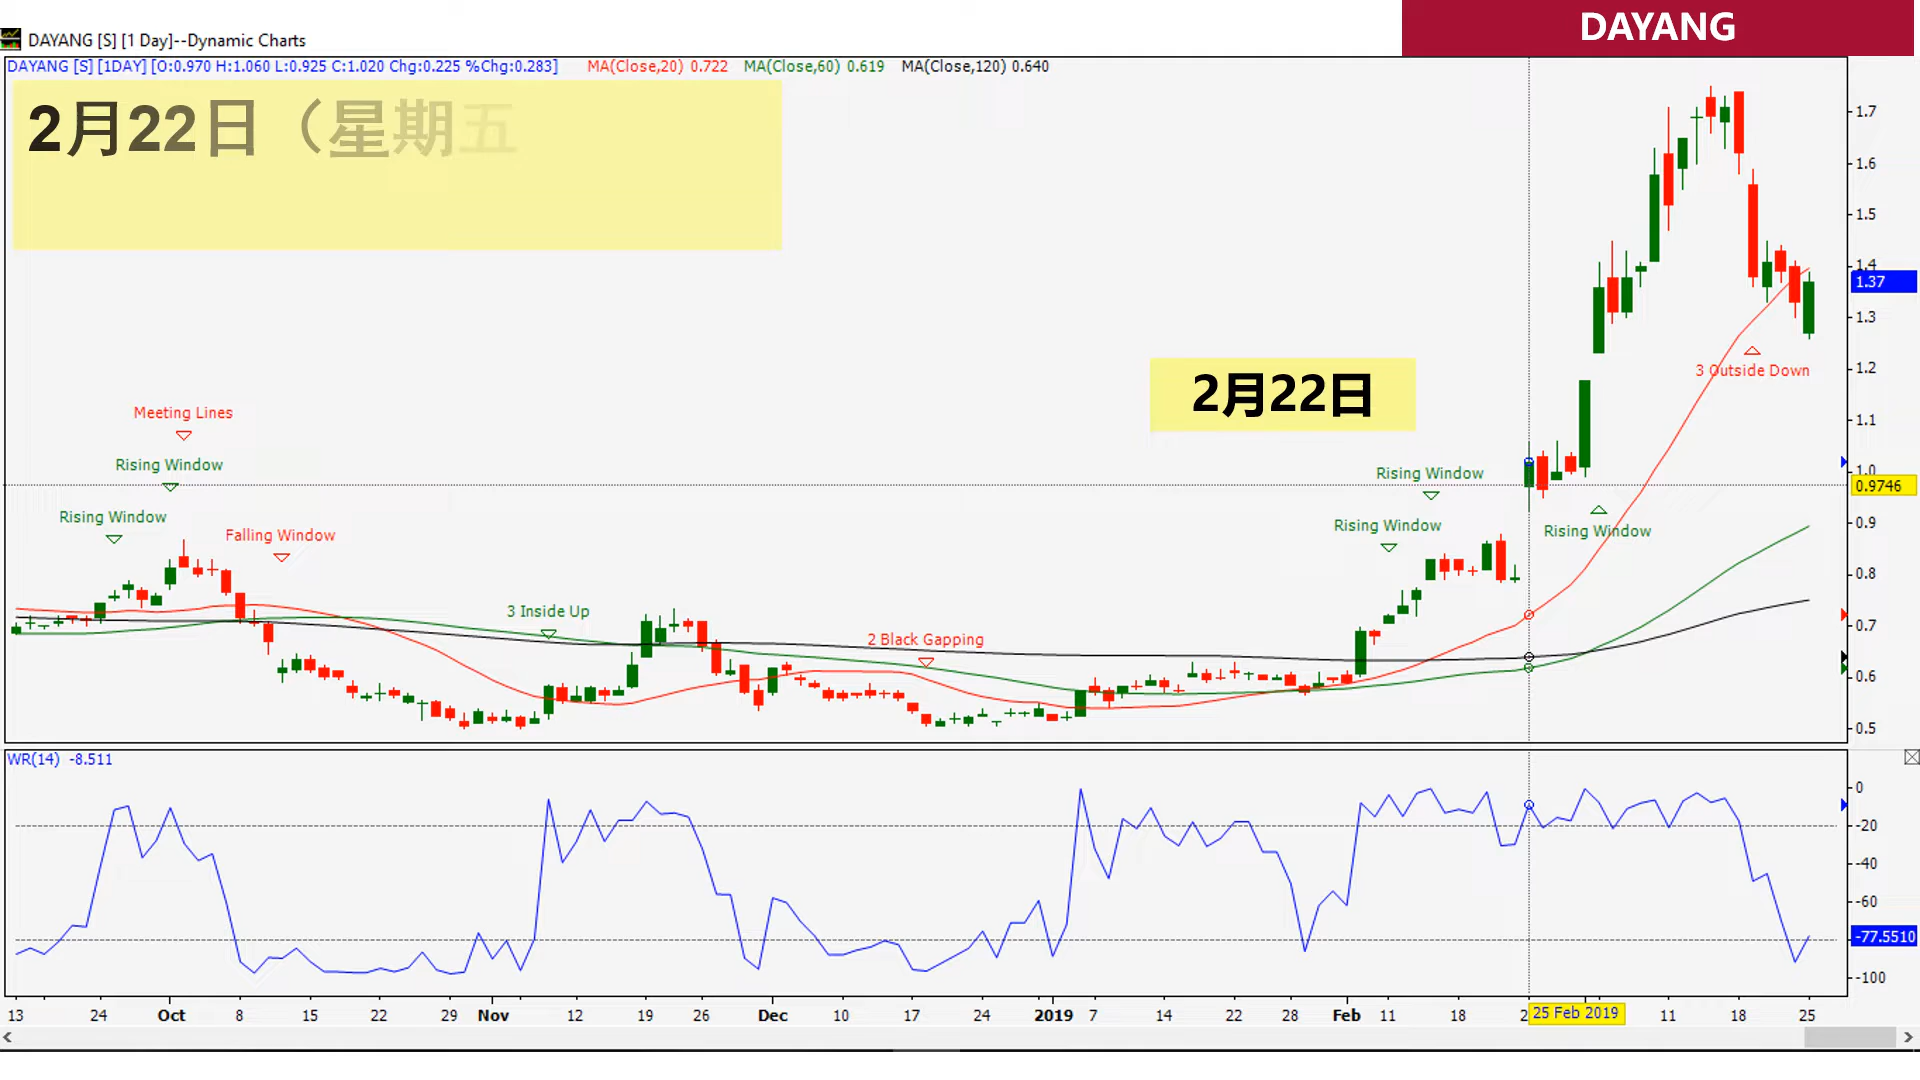 DAYANG
DAYANG [S] [1 Day]--Dynamic Charts
DAYANG [S] [1DAY] [O:0.970 H:1.060 L:0.925 C:1.020 Chg:0.225 %Chg:0.283] MA(Close,20) 0.722 MA(Close,60) 0.619 MA(Close,120) 0.640
2月22日（星期五
2月22日
Meeting Lines
Rising Window
Rising Window
Falling Window
3 Inside Up
2 Black Gapping
Rising Window
Rising Window
Rising Window
3 Outside Down
1.7
1.6
1.5
1.4
1.37
1.3
1.2
1.1
1.0
0.9746
0.9
0.8
0.7
0.6
0.5
WR(14) -8.511
0
-20
-40
-60
-77.5510
-100
13 24 Oct 8 15 22 29 Nov 12 19 26 Dec 10 17 24 2019 7 14 22 28 Feb 11 18 25 Feb 2019 11 18 25